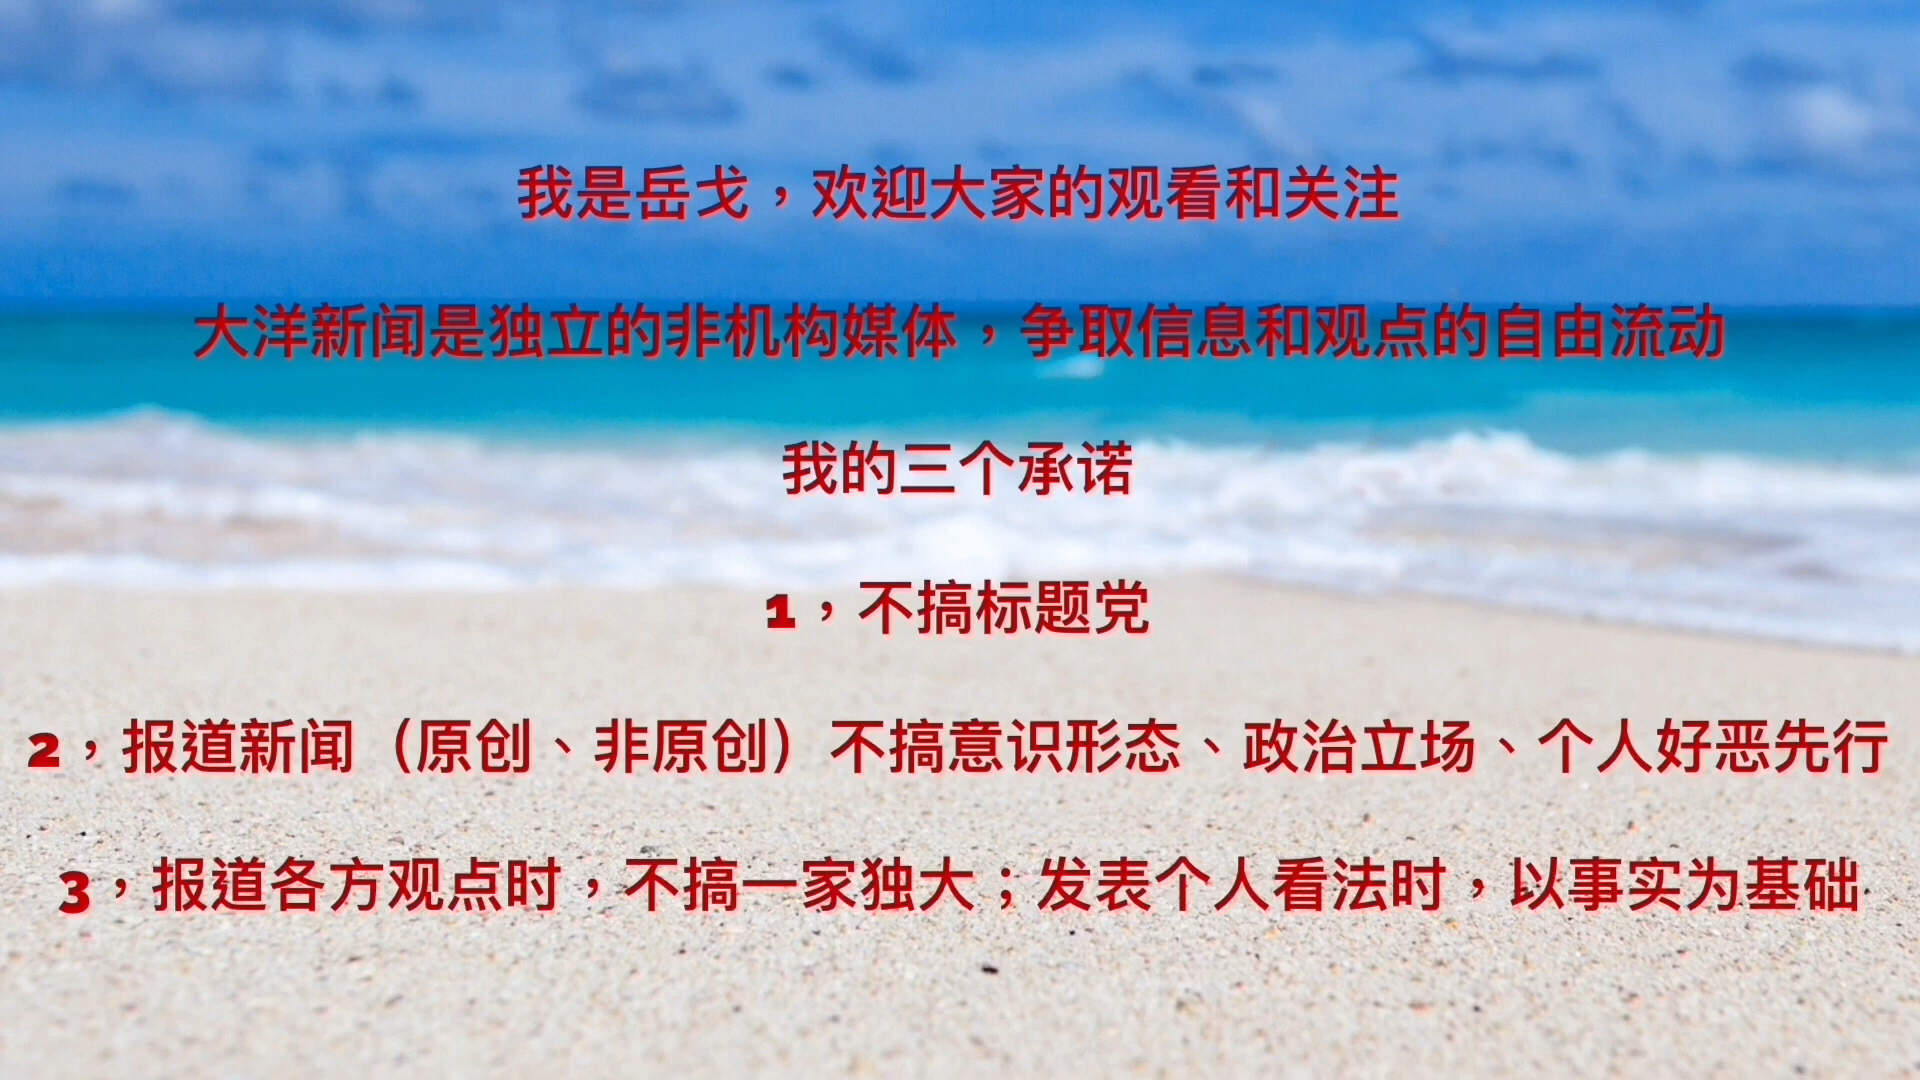 我是岳戈，欢迎大家的观看和关注
大洋新闻是独立的非机构媒体，争取信息和观点的自由流动
我的三个承诺
1，不搞标题党
2，报道新闻（原创、非原创）不搞意识形态、政治立场、个人好恶先行
3，报道各方观点时，不搞一家独大；发表个人看法时，以事实为基础